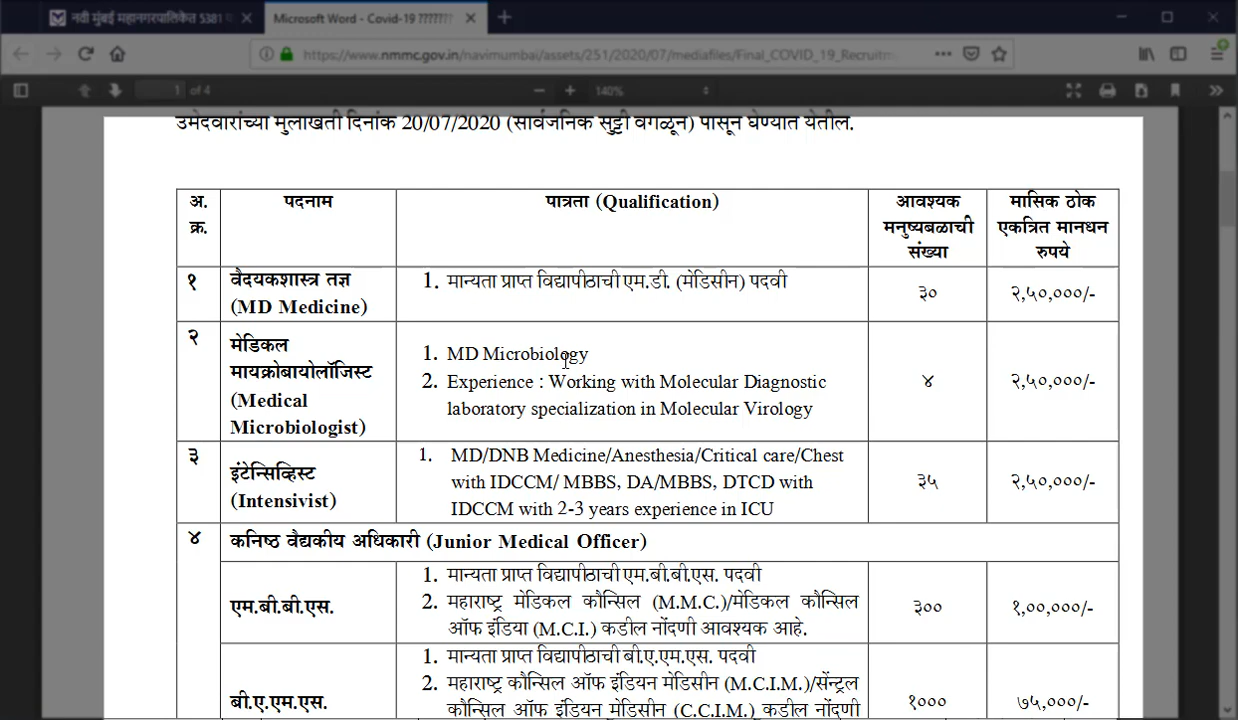 नवी मुंबई महानगरपालिकेत 5381 प
Microsoft Word - Covid-19 ???????
https://www.nmmc.gov.in/navimumbai/assets/251/2020/07/mediafiles/Final_COVID_19_Recruitm
1 of 4
140%
उमेदवारांच्या मुलाखती दिनांक 20/07/2020 (सार्वजनिक सुट्टी वगळून) पासून घेण्यात येतील.
अ. क्र.
पदनाम
पात्रता (Qualification)
आवश्यक
मनुष्यबळाची
संख्या
मासिक ठोक
एकत्रित मानधन
रुपये
१
वैदयकशास्त्र तज्ञ
(MD Medicine)
1. मान्यता प्राप्त विद्यापीठाची एम.डी. (मेडिसीन) पदवी
३०
२,५०,०००/-
२
मेडिकल
मायक्रोबायोलॉजिस्ट
(Medical
Microbiologist)
1. MD Microbiology
2. Experience : Working with Molecular Diagnostic
laboratory specialization in Molecular Virology
४
२,५०,०००/-
३
इंटेन्सिव्हिस्ट
(Intensivist)
1. MD/DNB Medicine/Anesthesia/Critical care/Chest
with IDCCM/ MBBS, DA/MBBS, DTCD with
IDCCM with 2-3 years experience in ICU
३५
२,५०,०००/-
४
कनिष्ठ वैद्यकीय अधिकारी (Junior Medical Officer)
एम.बी.बी.एस.
1. मान्यता प्राप्त विद्यापीठाची एम.बी.बी.एस. पदवी
2. महाराष्ट्र मेडिकल कौन्सिल (M.M.C.)/मेडिकल कौन्सिल
ऑफ इंडिया (M.C.I.) कडील नोंदणी आवश्यक आहे.
३००
१,००,०००/-
बी.ए.एम.एस.
1. मान्यता प्राप्त विद्यापीठाची बी.ए.एम.एस. पदवी
2. महाराष्ट्र कौन्सिल ऑफ इंडियन मेडिसीन (M.C.I.M.)/सेंन्ट्रल
कौन्सिल ऑफ इंडियन मेडिसीन (C.C.I.M.) कडील नोंदणी
१०००
७५,०००/-